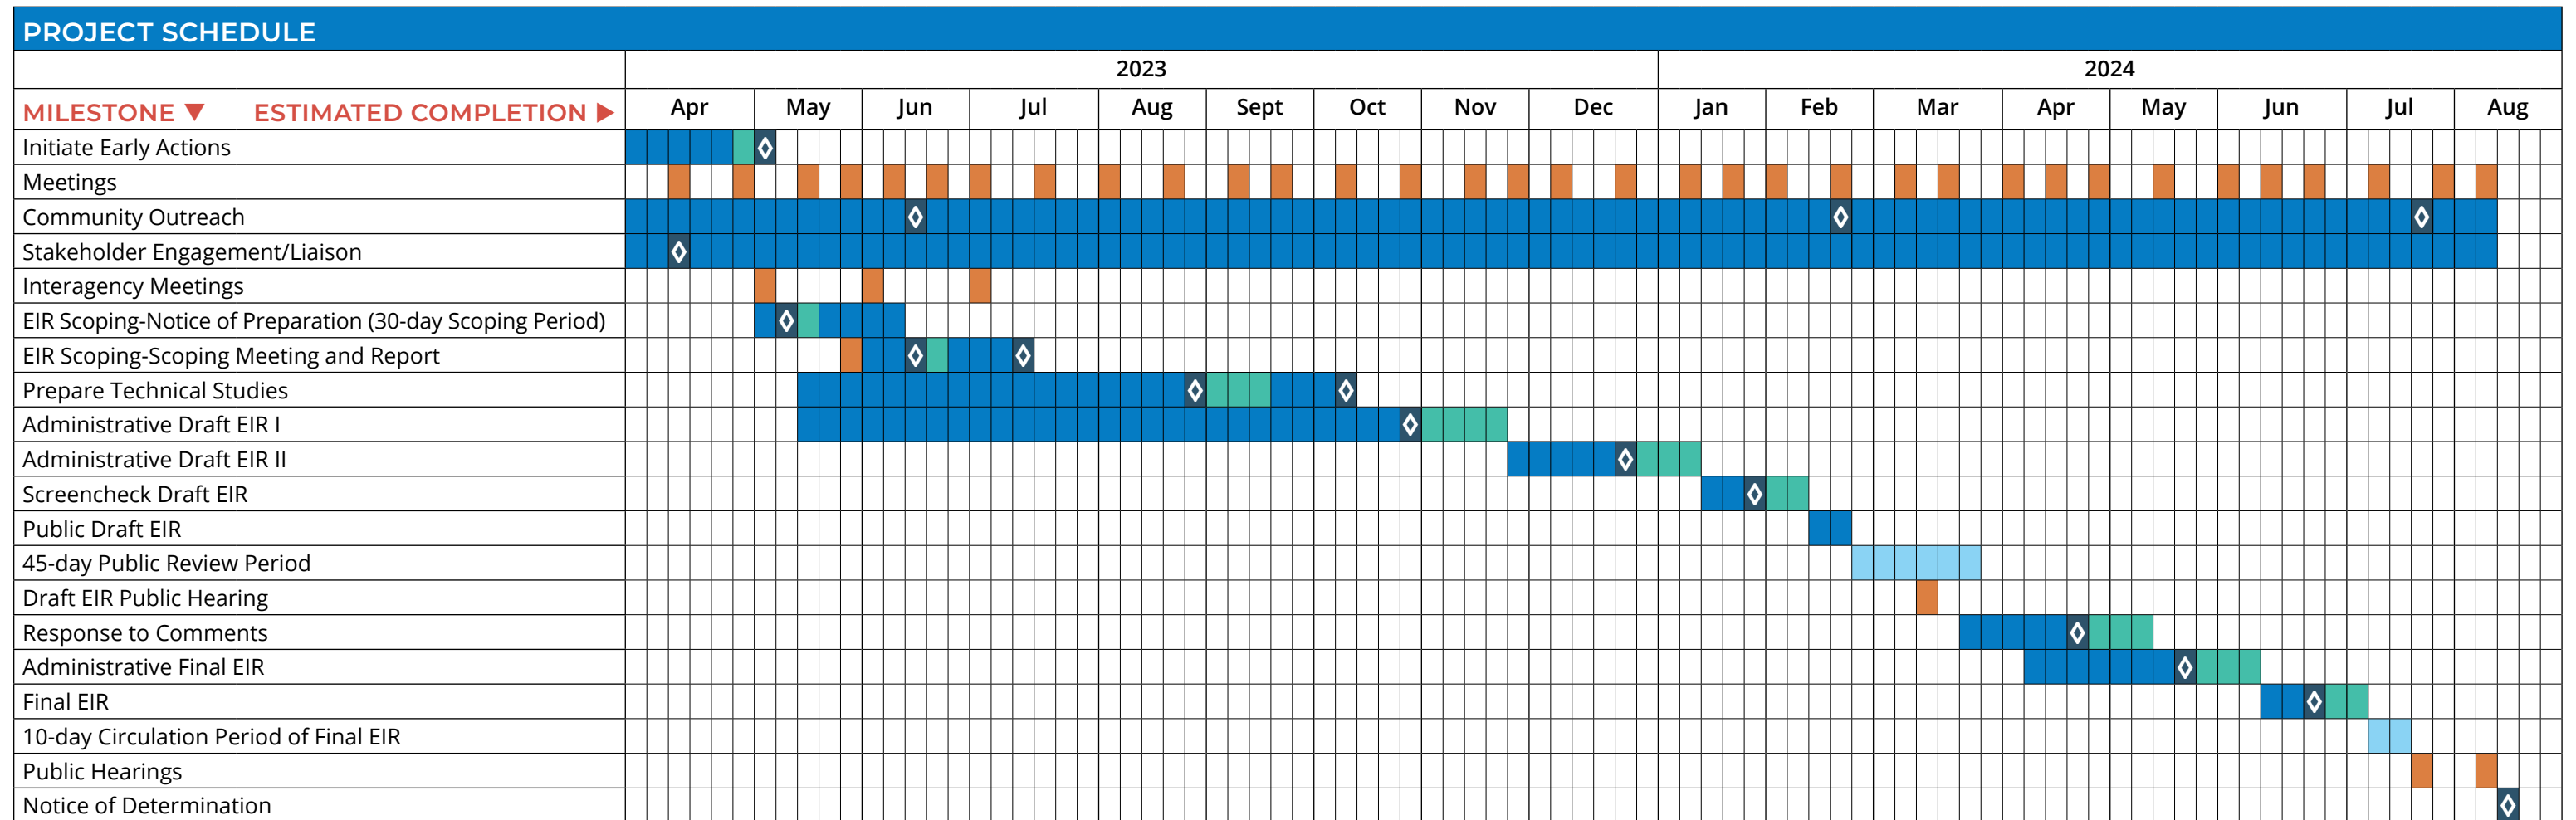 PROJECT SCHEDULE
2023 2024
MILESTONE ▼ ESTIMATED COMPLETION ▶ Apr May Jun Jul Aug Sept Oct Nov Dec Jan Feb Mar Apr May Jun Jul Aug
Initiate Early Actions
Meetings
Community Outreach
Stakeholder Engagement/Liaison
Interagency Meetings
EIR Scoping-Notice of Preparation (30-day Scoping Period)
EIR Scoping-Scoping Meeting and Report
Prepare Technical Studies
Administrative Draft EIR I
Administrative Draft EIR II
Screencheck Draft EIR
Public Draft EIR
45-day Public Review Period
Draft EIR Public Hearing
Response to Comments
Administrative Final EIR
Final EIR
10-day Circulation Period of Final EIR
Public Hearings
Notice of Determination